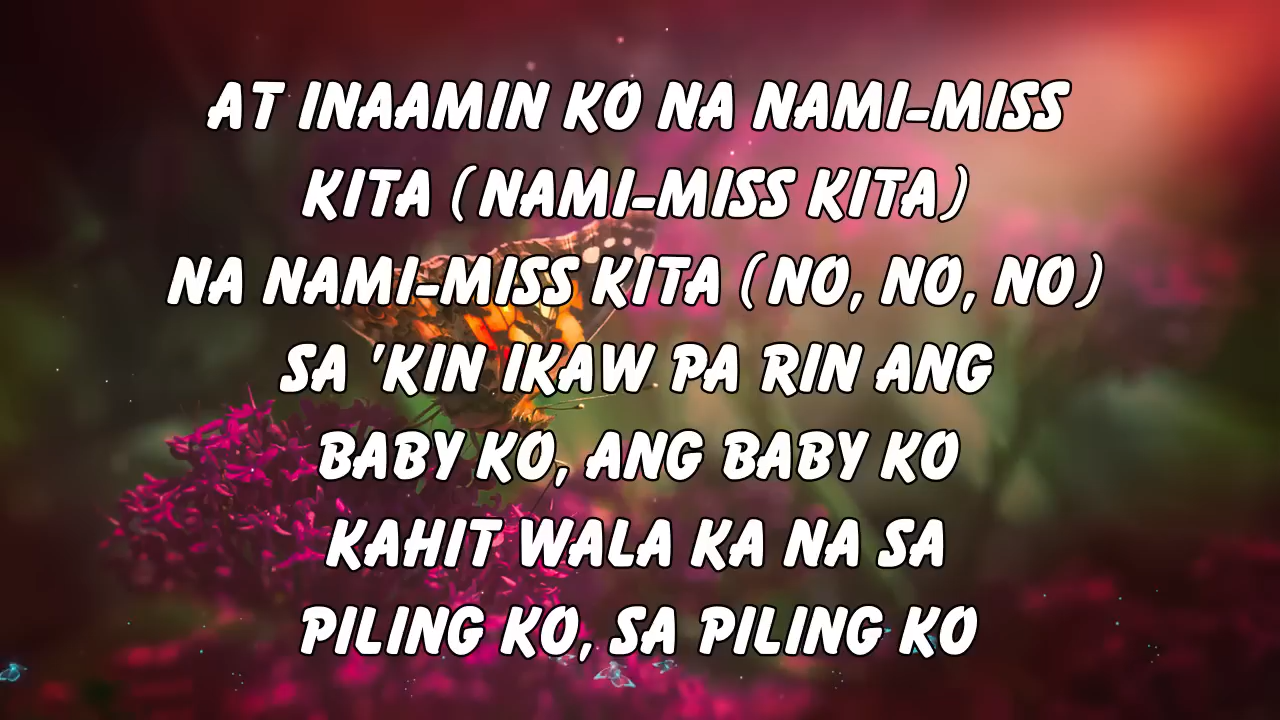 AT INAAMIN KO NA NAMI-MISS
KITA (NAMI-MISS KITA)
NA NAMI-MISS KITA (NO, NO, NO)
SA 'KIN IKAW PA RIN ANG
BABY KO, ANG BABY KO
KAHIT WALA KA NA SA
PILING KO, SA PILING KO